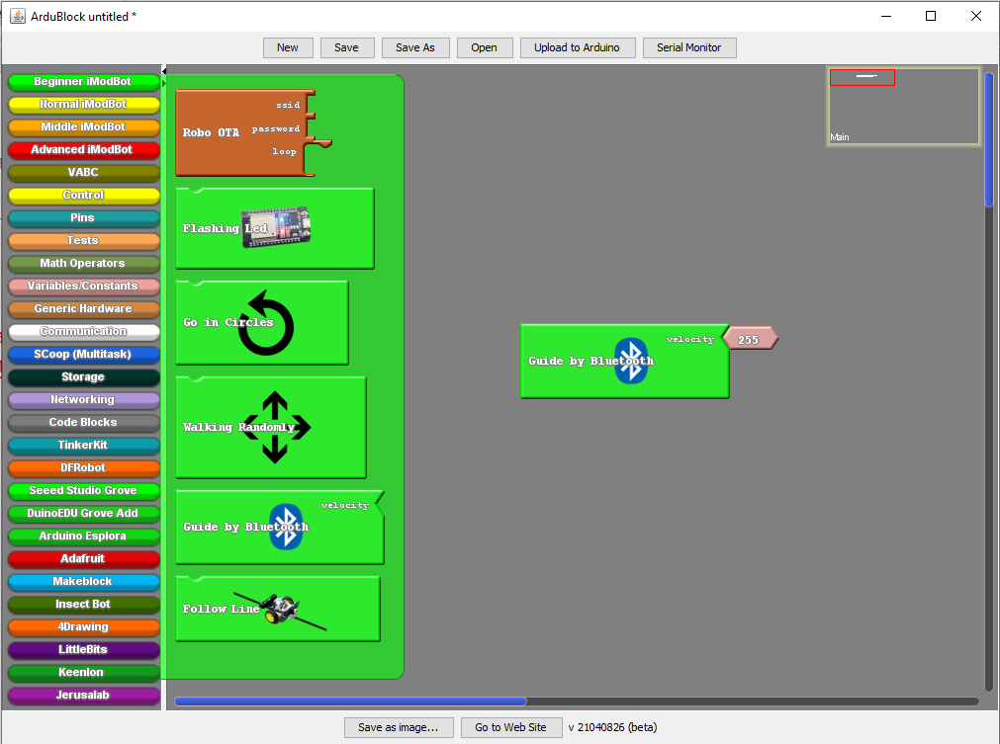 ArduBlock untitled *
New
Save
Save As
Open
Upload to Arduino
Serial Monitor
Beginner iModBot
Normal iModBot
Middle iModBot
Advanced iModBot
VABC
Control
Pins
Tests
Math Operators
Variables/Constants
Generic Hardware
Communication
SCoop (Multitask)
Storage
Networking
Code Blocks
TinkerKit
DFRobot
Seeed Studio Grove
DuinoEDU Grove Add
Arduino Esplora
Adafruit
Makeblock
Insect Bot
4Drawing
LittleBits
Keenlon
Jerusalab
Robo OTA
ssid
password
loop
Flashing Led
Go in Circles
Walking Randomly
velocity
Guide by Bluetooth
Follow Line
velocity
255
Guide by Bluetooth
Main
Save as image...
Go to Web Site
v 21040826 (beta)